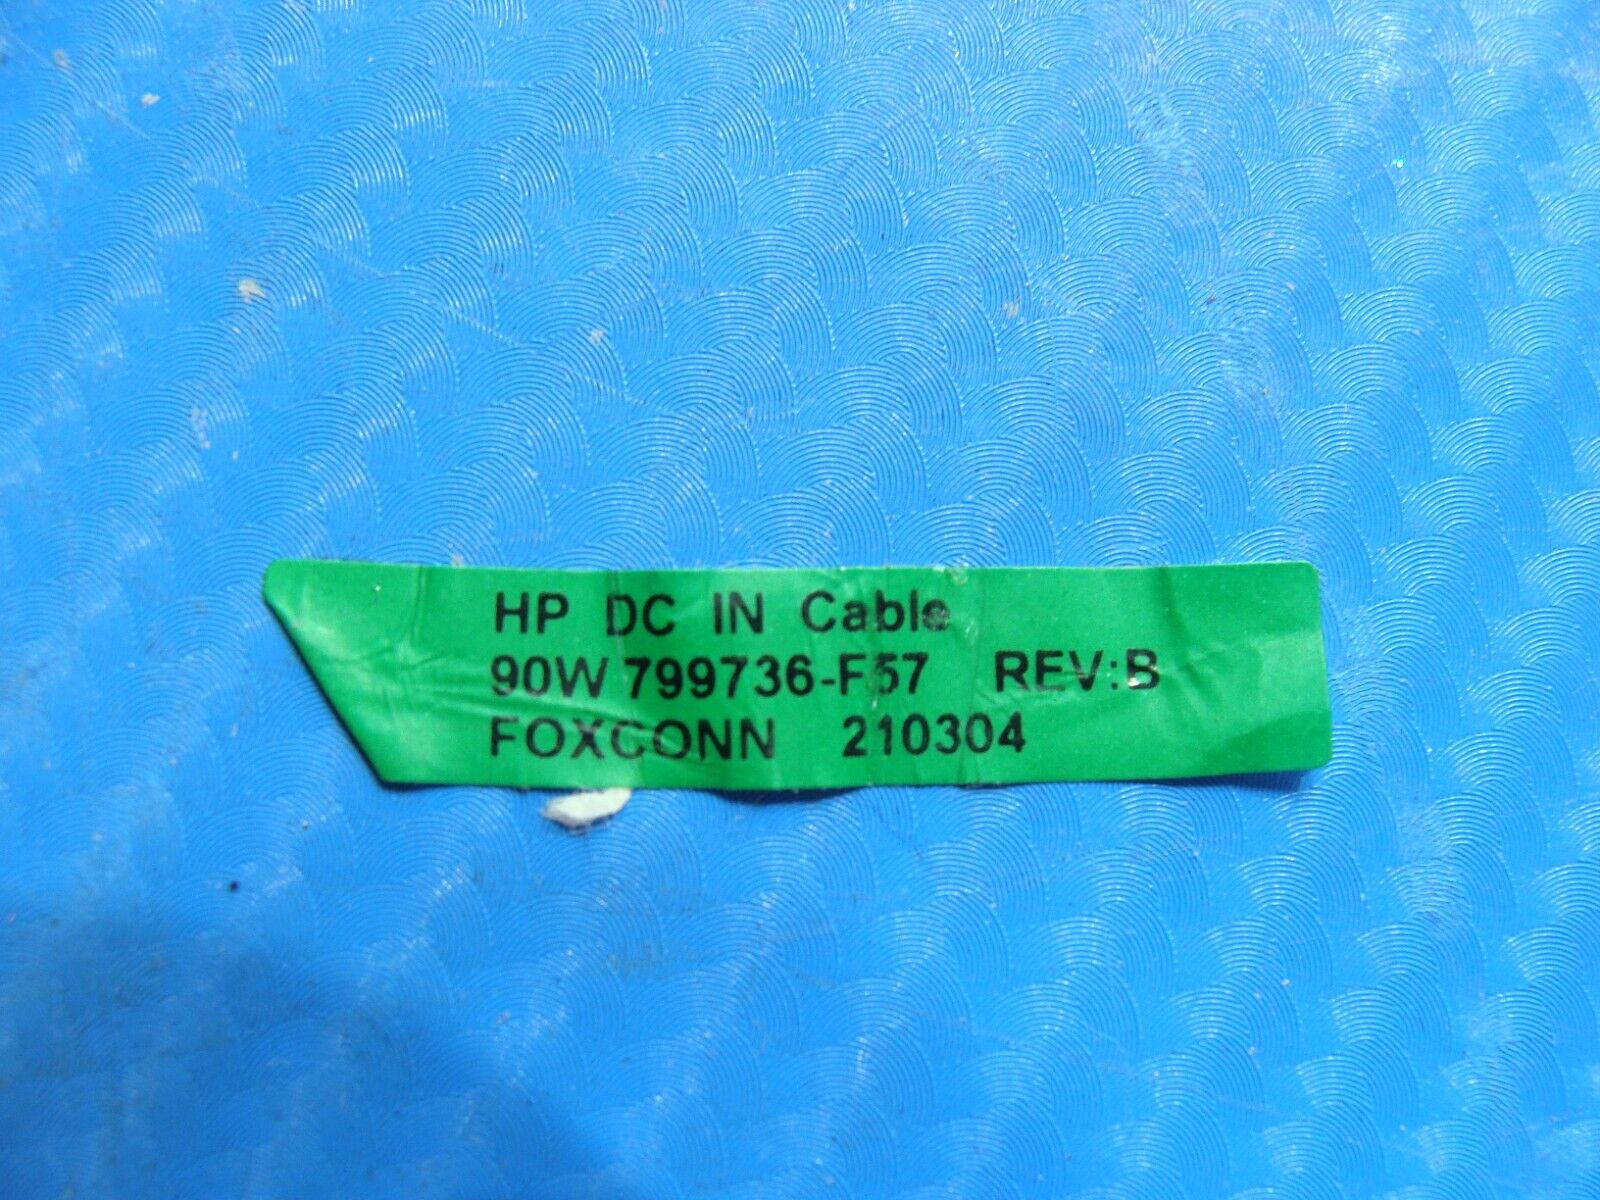 HP DC IN Cable
90W 799736-F57 REV:B
FOXCONN 210304